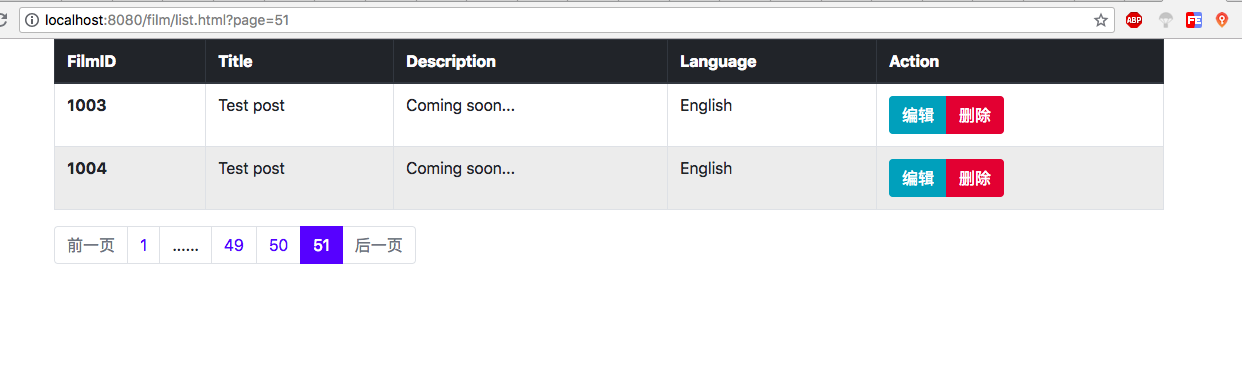 localhost:8080/film/list.html?page=51
ABP
FE
FilmID Title Description Language Action
1003 Test post Coming soon... English 编辑 删除
1004 Test post Coming soon... English 编辑 删除
前一页 1 ...... 49 50 51 后一页